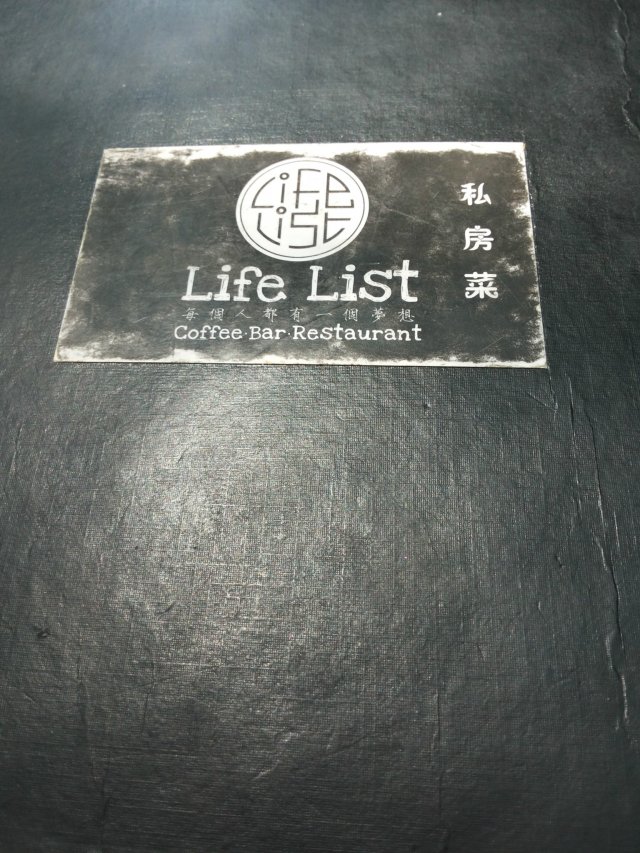 Life
List
Life List
每個人都有一個夢想
Coffee·Bar·Restaurant
私房菜